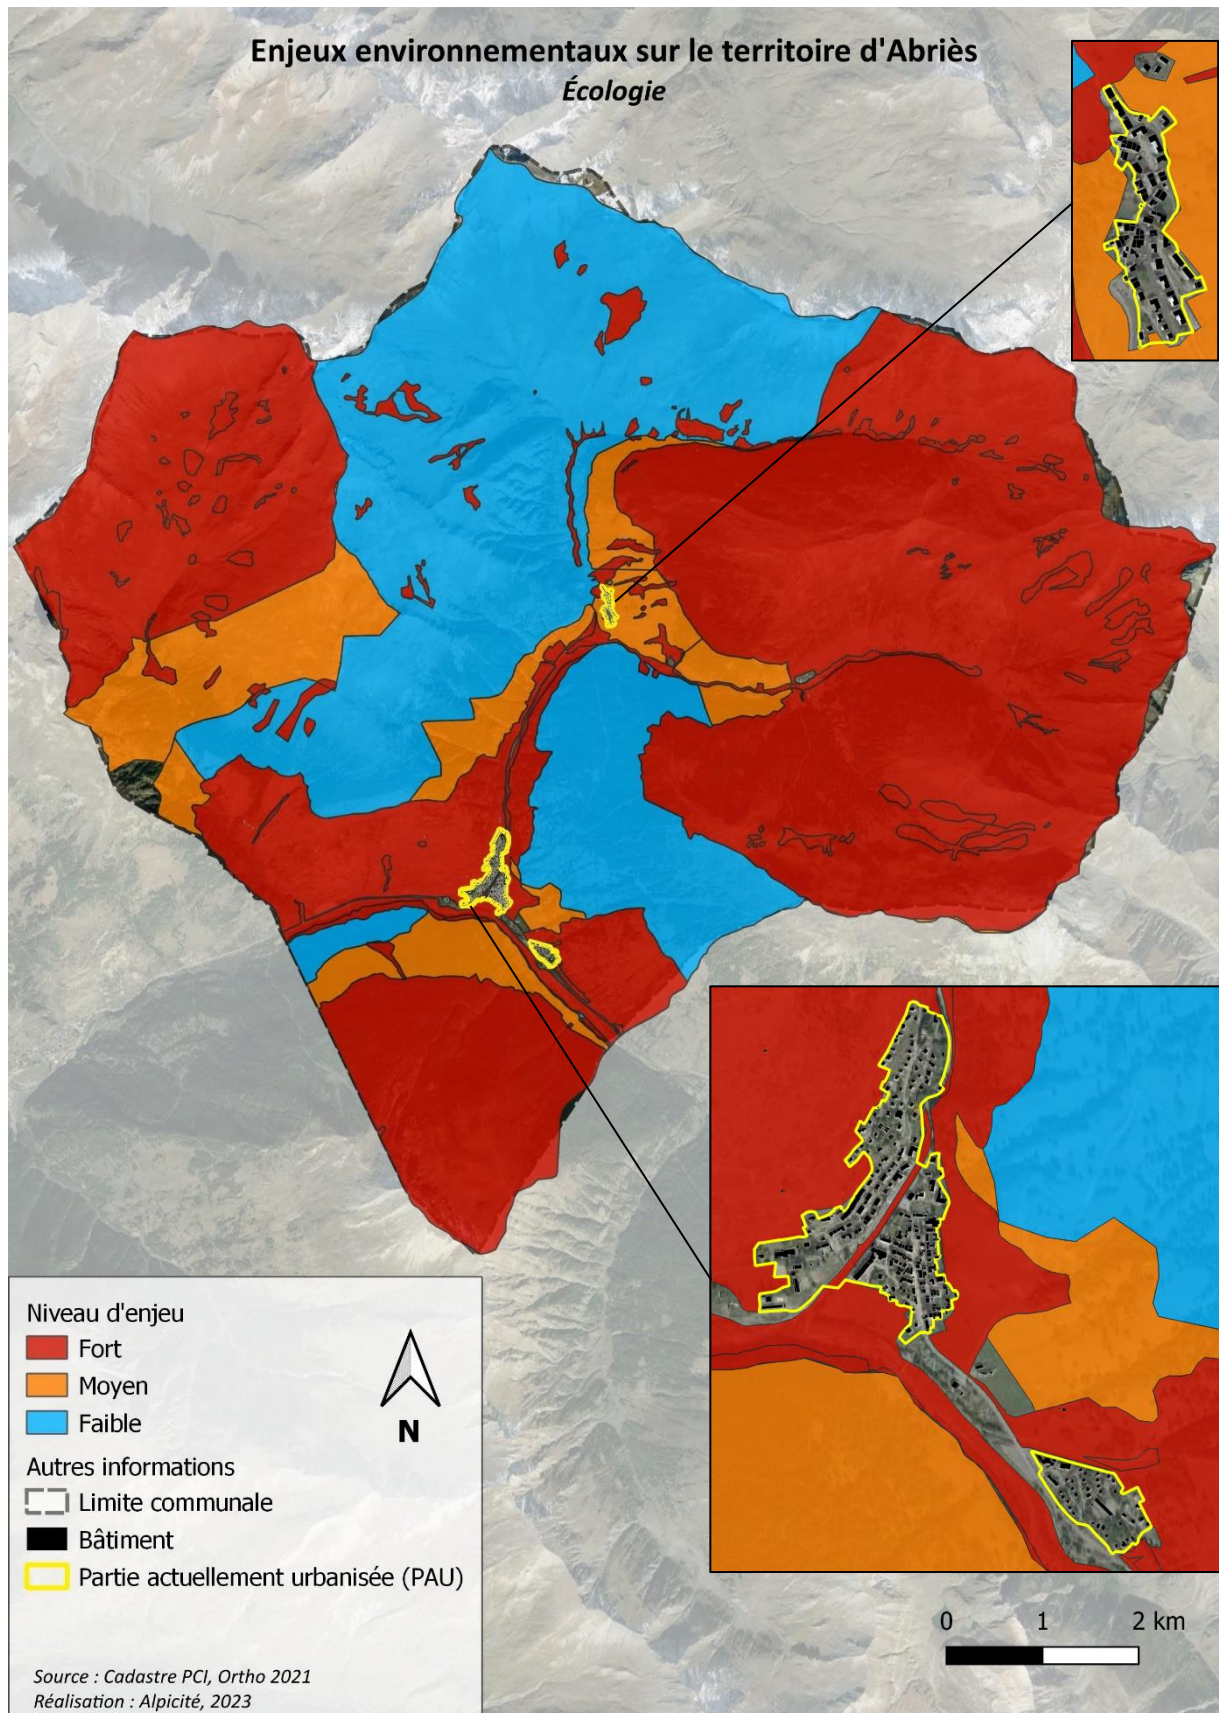 Enjeux environnementaux sur le territoire d'Abriès
Écologie
Niveau d'enjeu
Fort
Moyen
Faible
N
Autres informations
Limite communale
Bâtiment
Partie actuellement urbanisée (PAU)
0 1 2 km
Source : Cadastre PCI, Ortho 2021
Réalisation : Alpicité, 2023